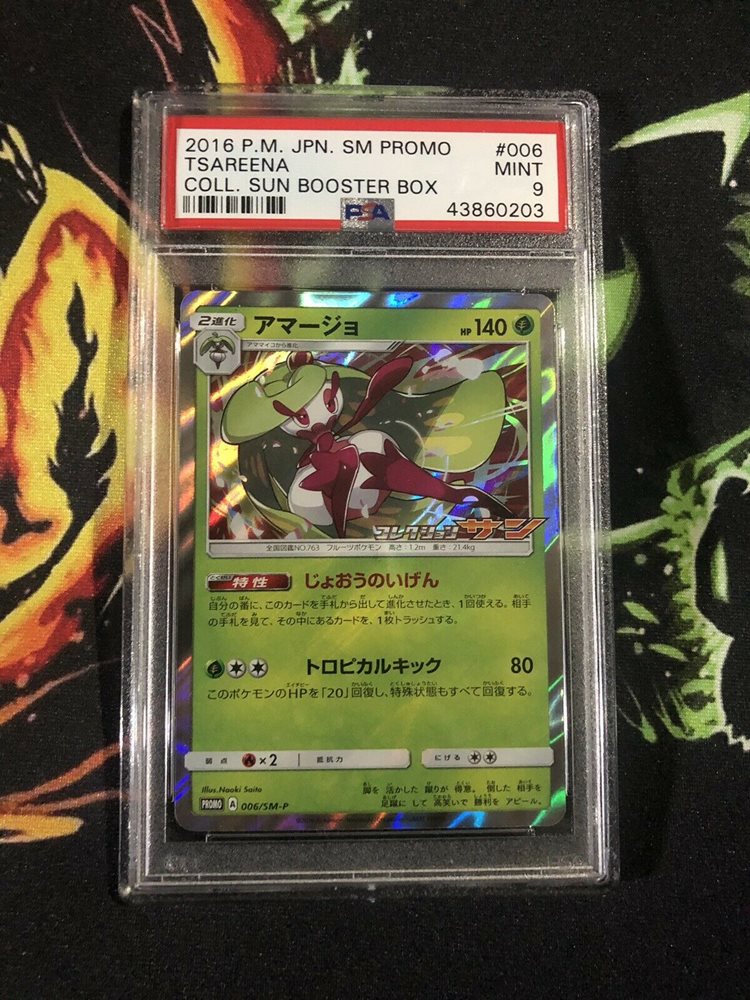 2016 P.M. JPN. SM PROMO #006
TSAREENA MINT
COLL. SUN BOOSTER BOX 9
PSA 43860203
2進化 アマージョ HP 140
アママイコから進化
コレクション サン
全国図鑑NO.763 フルーツポケモン 高さ:1.2m 重さ:21.4kg
特性 じょおうのいげん
自分の番に、このカードを手札から出して進化させたとき、1回使える。相手
の手札を見て、その中にあるカードを、1枚トラッシュする。
トロピカルキック 80
このポケモンのHPを「20」回復し、特殊状態もすべて回復する。
弱点 ×2 抵抗力 にげる
Illus.Naoki Saito
脚を 活かした 蹴りが 得意。 倒した 相手を
足蹴に して 高笑いで 勝利を アピール。
PROMO A 006/SM-P